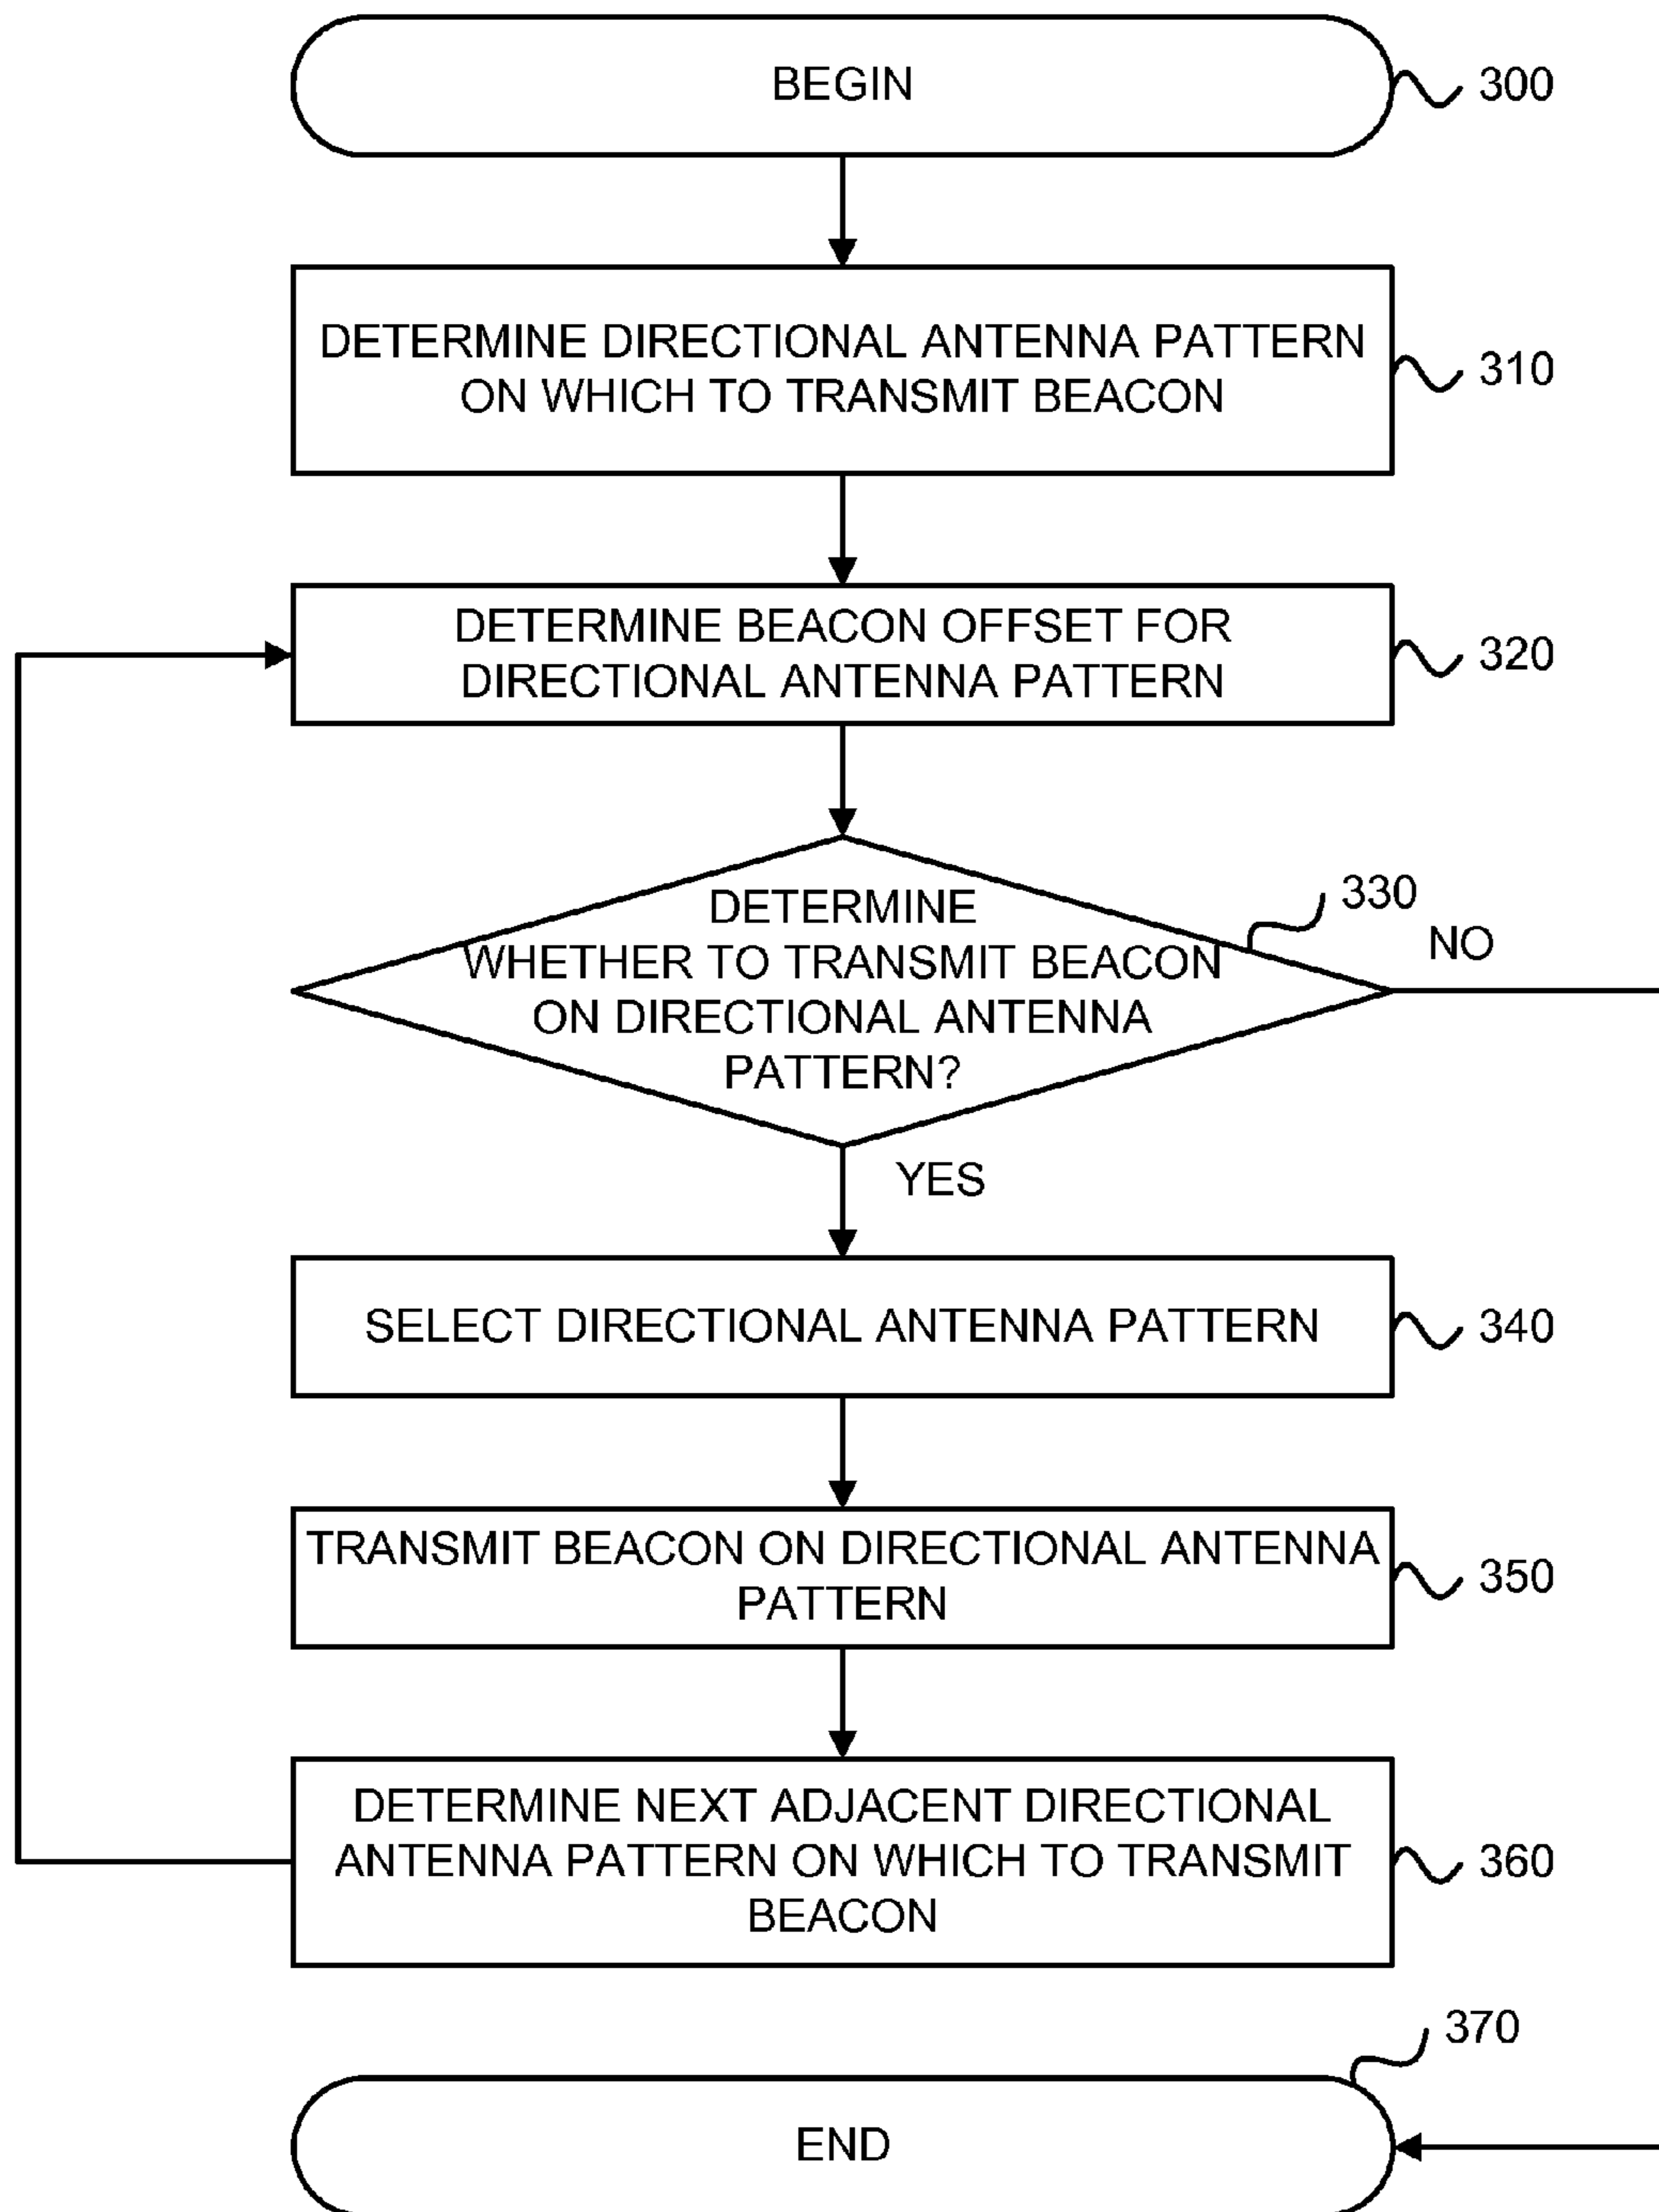 BEGIN
300
DETERMINE DIRECTIONAL ANTENNA PATTERN
ON WHICH TO TRANSMIT BEACON
310
DETERMINE BEACON OFFSET FOR
DIRECTIONAL ANTENNA PATTERN
320
DETERMINE
WHETHER TO TRANSMIT BEACON
ON DIRECTIONAL ANTENNA
PATTERN?
330
NO
YES
SELECT DIRECTIONAL ANTENNA PATTERN
340
TRANSMIT BEACON ON DIRECTIONAL ANTENNA
PATTERN
350
DETERMINE NEXT ADJACENT DIRECTIONAL
ANTENNA PATTERN ON WHICH TO TRANSMIT
BEACON
360
370
END